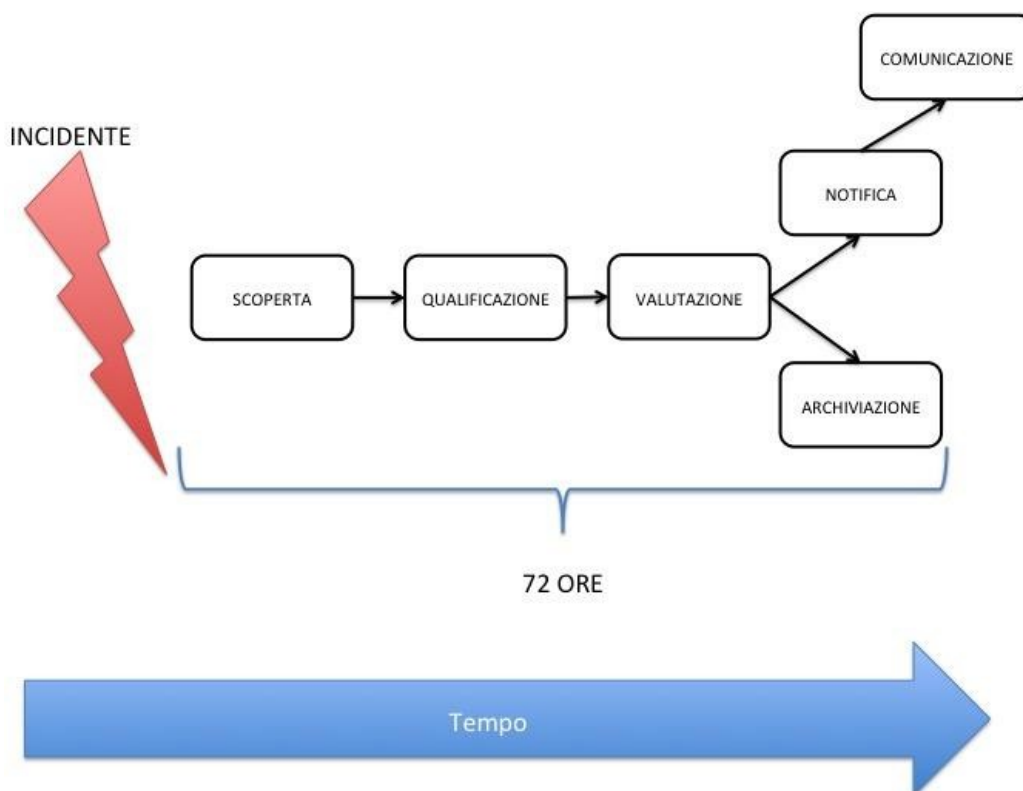 COMUNICAZIONE
INCIDENTE
NOTIFICA
SCOPERTA
QUALIFICAZIONE
VALUTAZIONE
ARCHIVIAZIONE
72 ORE
Tempo